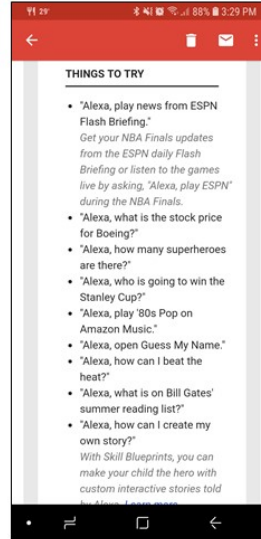 29°
88% 3:29 PM
THINGS TO TRY
• "Alexa, play news from ESPN
Flash Briefing."
Get your NBA Finals updates
from the ESPN daily Flash
Briefing or listen to the games
live by asking, "Alexa, play ESPN"
during the NBA Finals.
• "Alexa, what is the stock price
for Boeing?"
• "Alexa, how many superheroes
are there?"
• "Alexa, who is going to win the
Stanley Cup?"
• "Alexa, play '80s Pop on
Amazon Music."
• "Alexa, open Guess My Name."
• "Alexa, how can I beat the
heat?"
• "Alexa, what is on Bill Gates'
summer reading list?"
• "Alexa, how can I create my
own story?"
With Skill Blueprints, you can
make your child the hero with
custom interactive stories told
by Alexa. Learn more